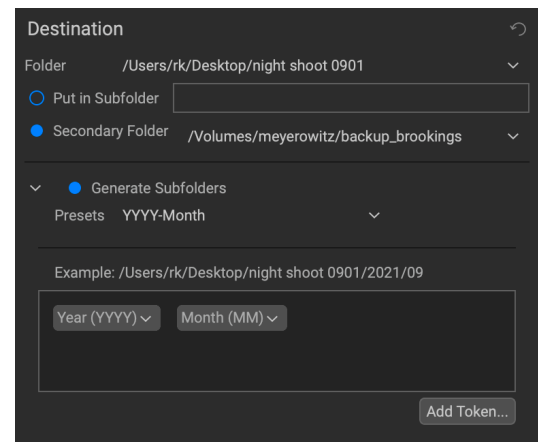 Destination
Folder /Users/rk/Desktop/night shoot 0901
Put in Subfolder
Secondary Folder /Volumes/meyerowitz/backup_brookings
Generate Subfolders
Presets YYYY-Month
Example: /Users/rk/Desktop/night shoot 0901/2021/09
Year (YYYY) Month (MM)
Add Token...